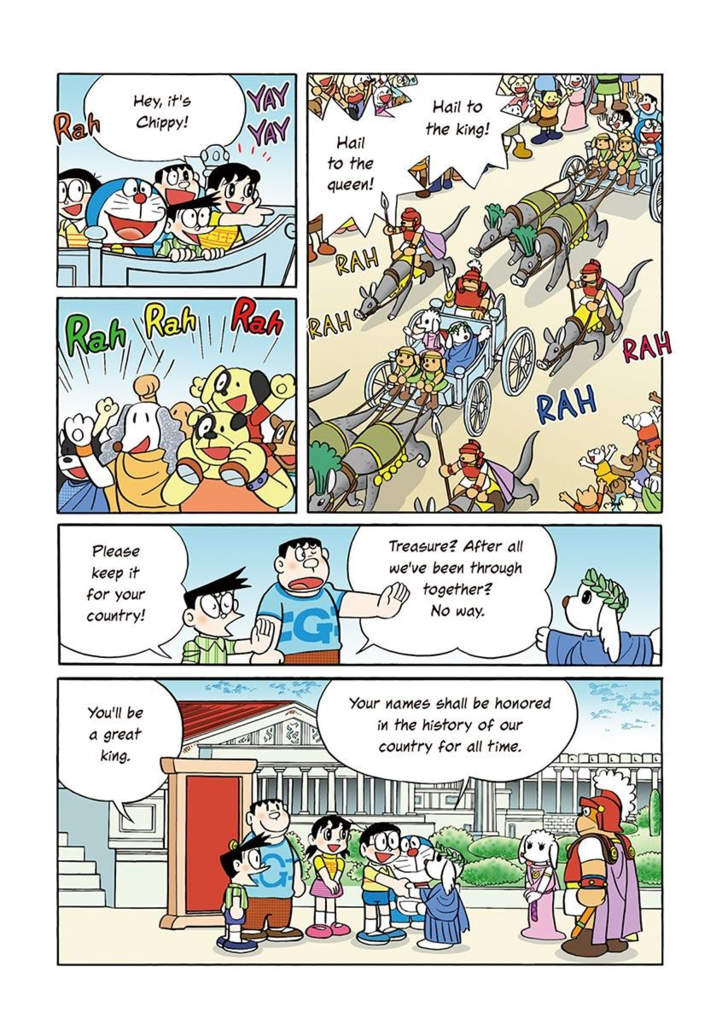 Hey, it's
Chippy!
Rah
YAY
YAY
Hail to
the king!
Hail
to the
queen!
RAH
RAH
RAH
RAH
Rah
Rah
Rah
Please
keep it
for your
country!
Treasure? After all
we've been through
together?
No way.
CG
You'll be
a great
king.
Your names shall be honored
in the history of our
country for all time.
G